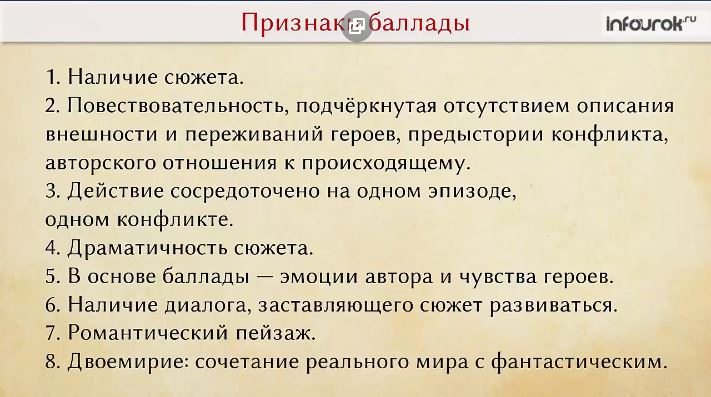 Признаки баллады
infourok.ru
1. Наличие сюжета.
2. Повествовательность, подчёркнутая отсутствием описания
внешности и переживаний героев, предыстории конфликта,
авторского отношения к происходящему.
3. Действие сосредоточено на одном эпизоде,
одном конфликте.
4. Драматичность сюжета.
5. В основе баллады — эмоции автора и чувства героев.
6. Наличие диалога, заставляющего сюжет развиваться.
7. Романтический пейзаж.
8. Двоемирие: сочетание реального мира с фантастическим.